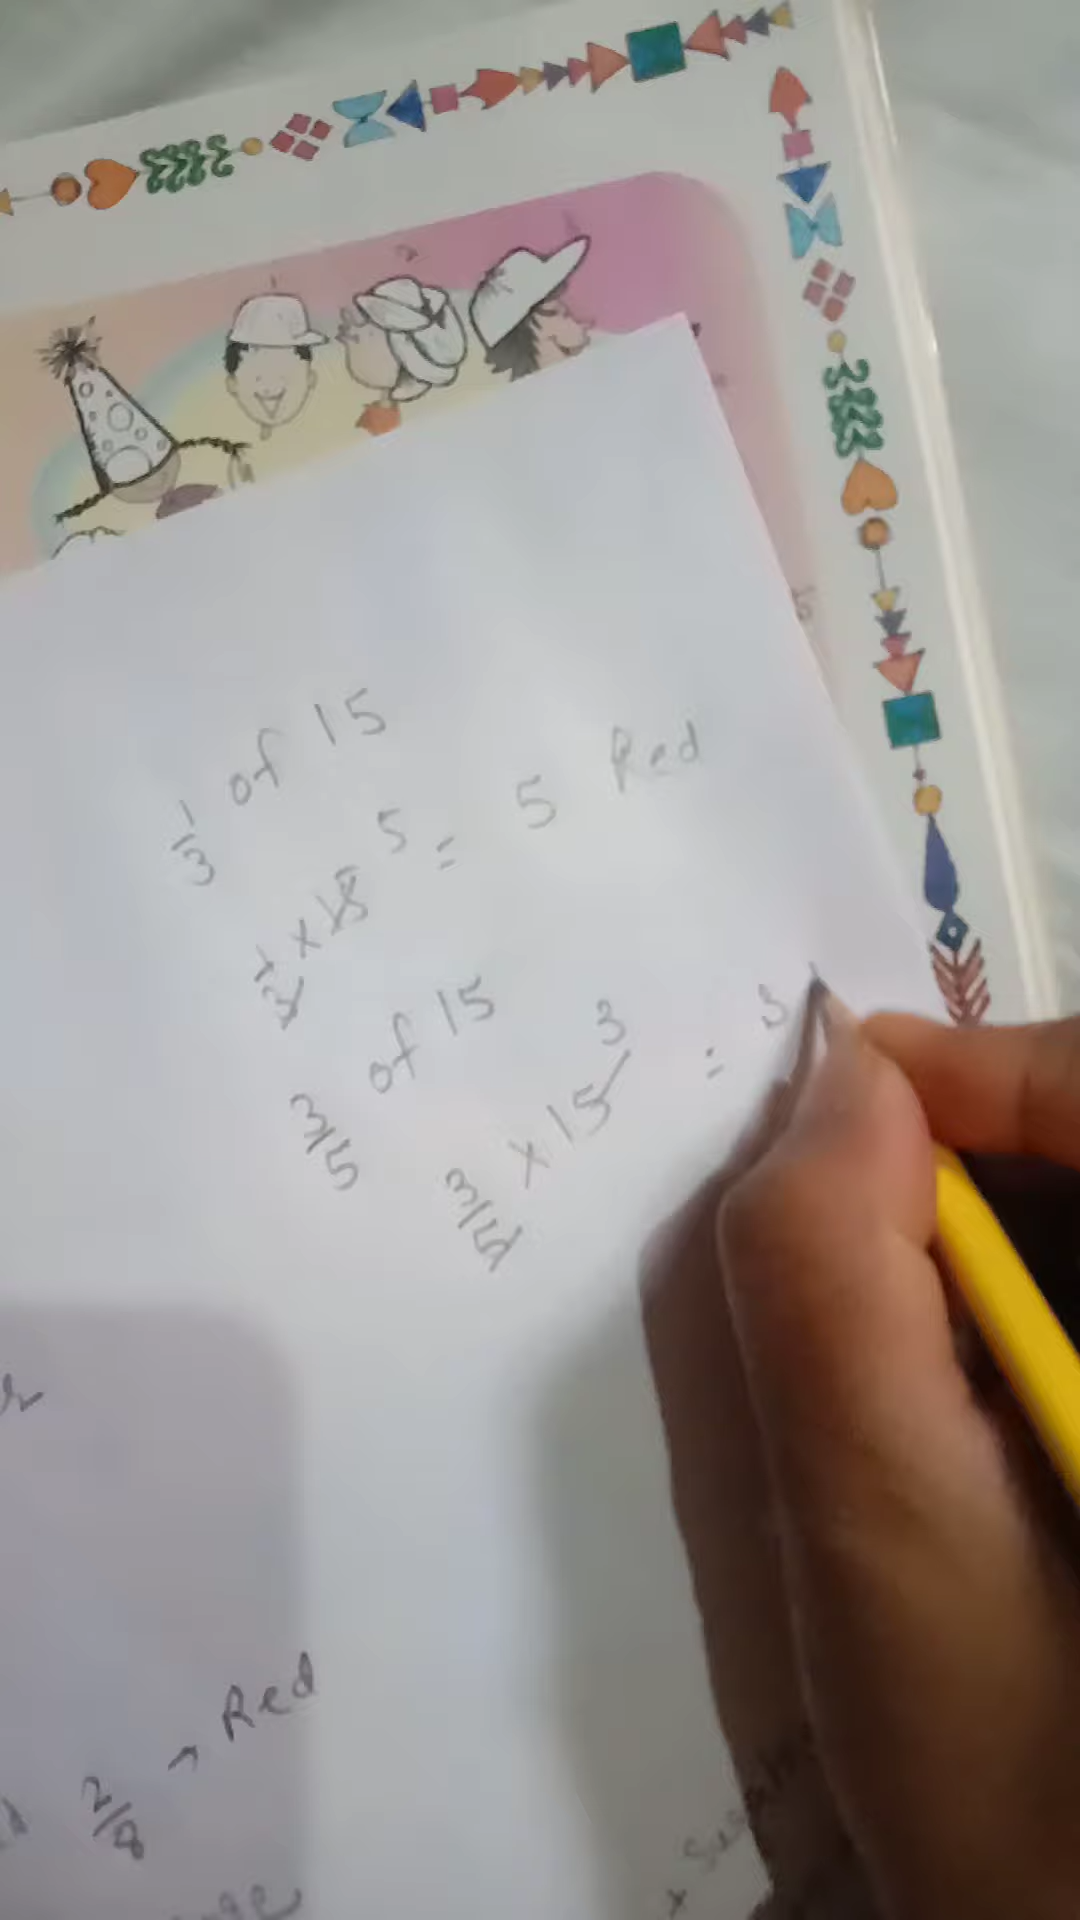 1/3 of 15
1/3 × 15 5 = 5 Red
3/5 of 15
3/5 × 15 3 = 3
2/8 → Red
×